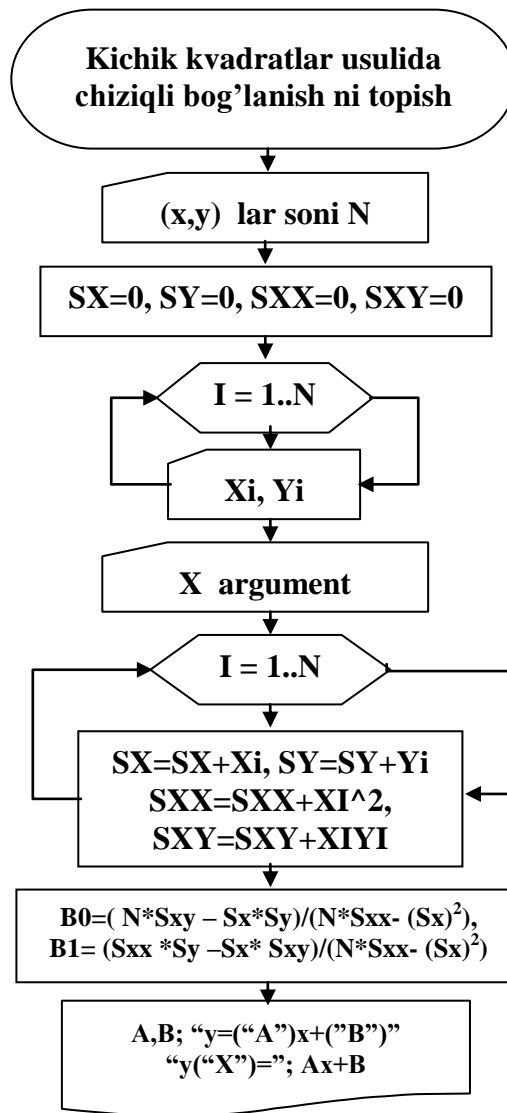 Kichik kvadratlar usulida
chiziqli bog’lanish ni topish
(x,y) lar soni N
SX=0, SY=0, SXX=0, SXY=0
I = 1..N
Xi, Yi
X argument
I = 1..N
SX=SX+Xi, SY=SY+Yi
SXX=SXX+XI^2,
SXY=SXY+XIYI
B0=( N*Sxy – Sx*Sy)/(N*Sxx- (Sx)²),
B1= (Sxx *Sy –Sx* Sxy)/(N*Sxx- (Sx)²)
A,B; “y=(“A”)x+(”B”)”
“y(“X”)=”; Ax+B